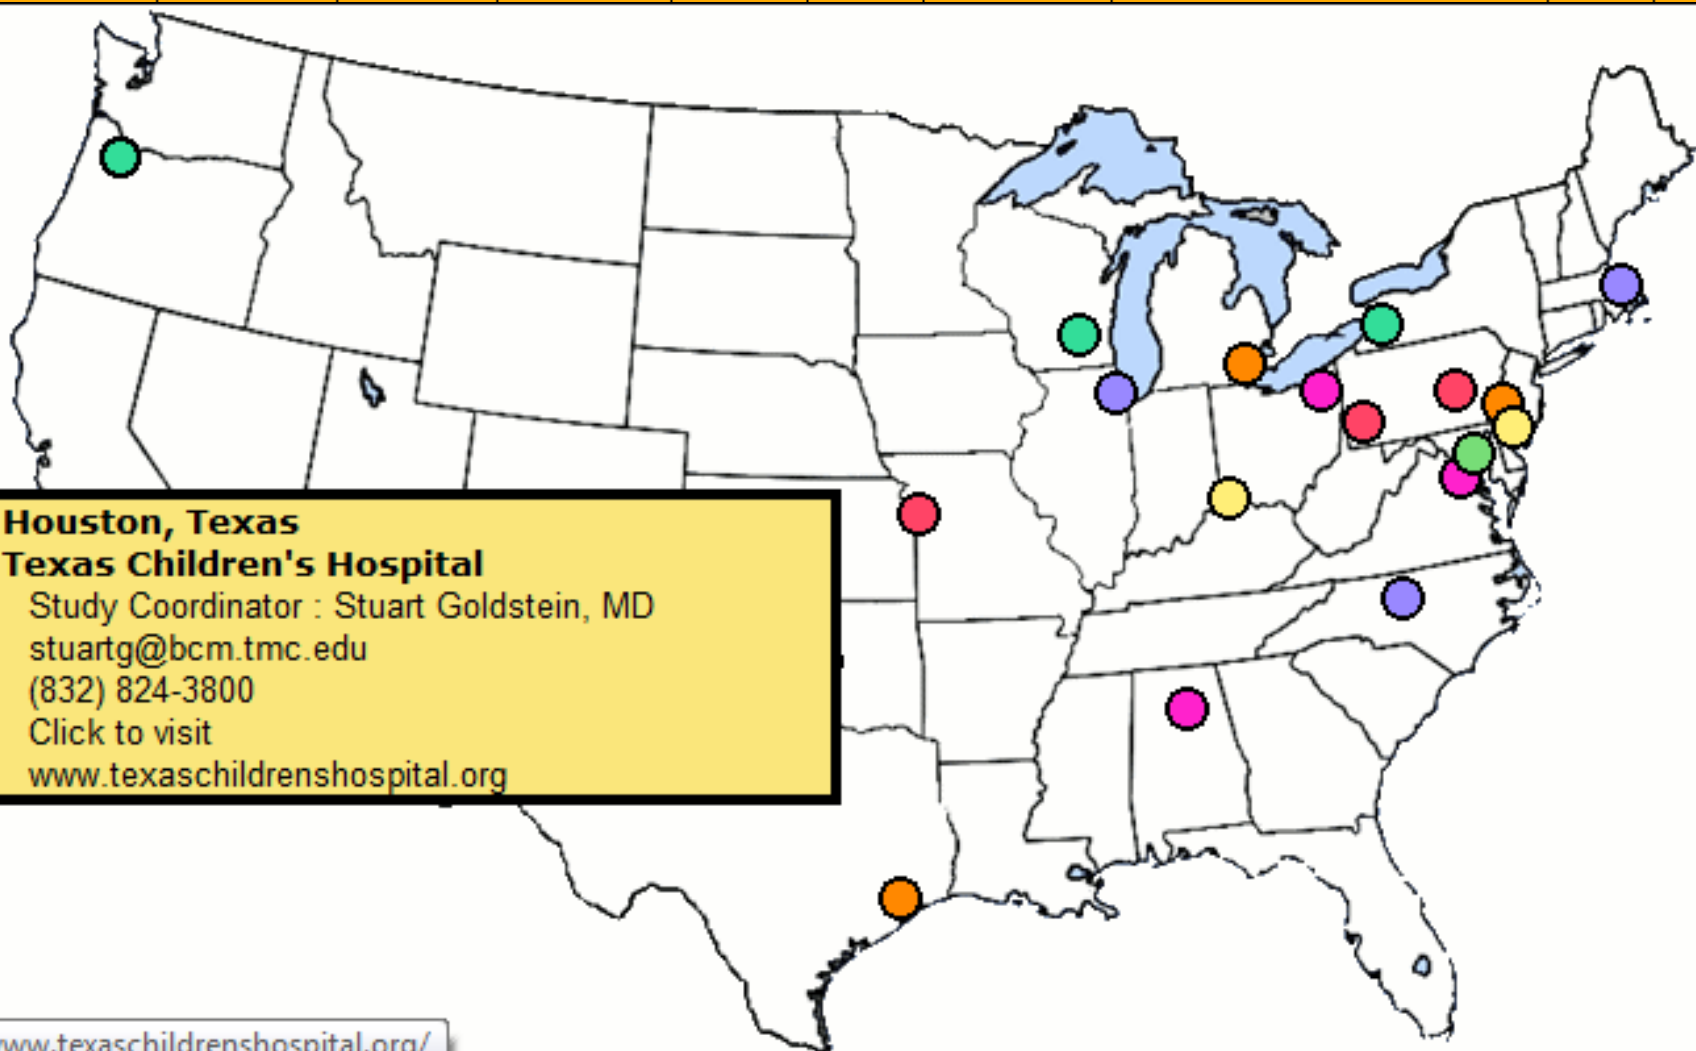 Houston, Texas
Texas Children's Hospital
Study Coordinator : Stuart Goldstein, MD
stuartg@bcm.tmc.edu
(832) 824-3800
Click to visit
www.texaschildrenshospital.org
www.texaschildrenshospital.org/